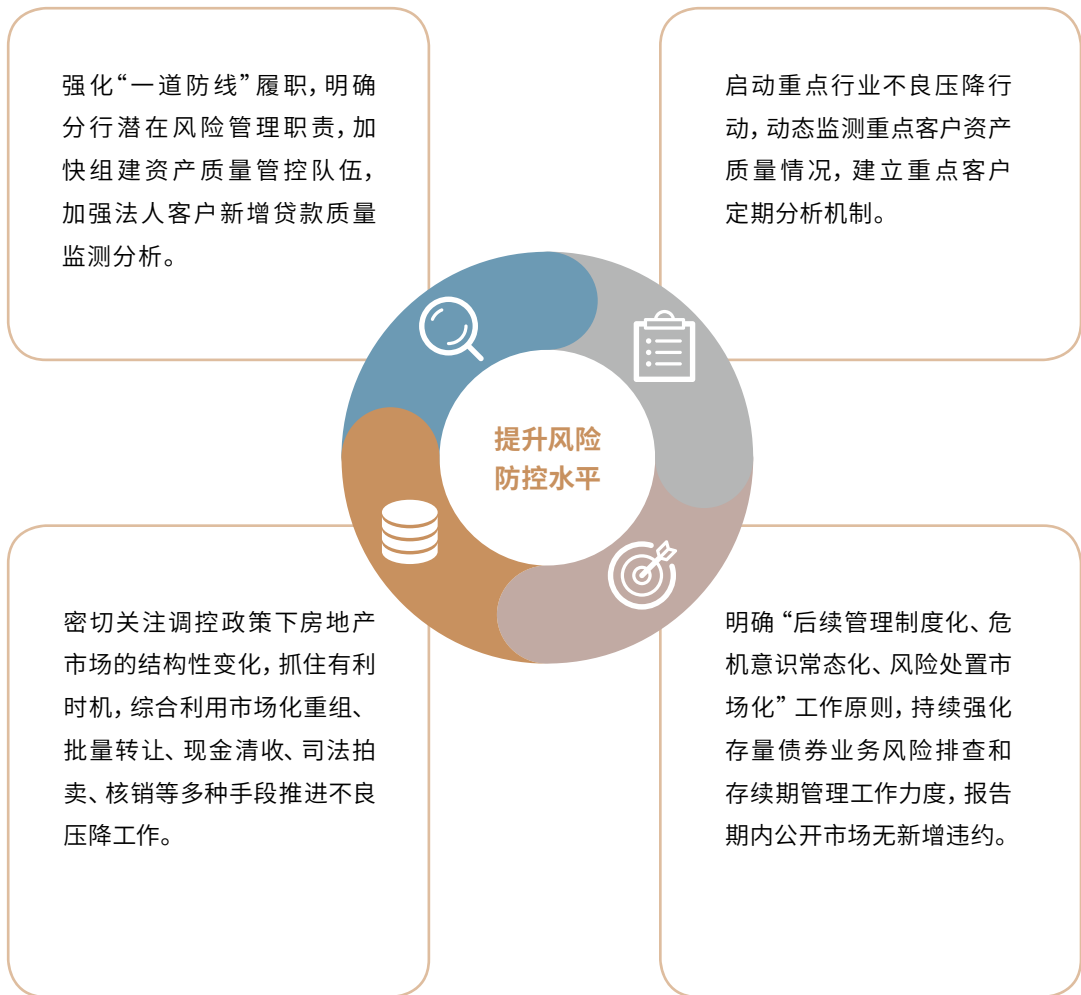 强化“一道防线”履职，明确
分行潜在风险管理职责，加
快组建资产质量管控队伍，
加强法人客户新增贷款质量
监测分析。
启动重点行业不良压降行
动，动态监测重点客户资产
质量情况，建立重点客户
定期分析机制。
提升风险
防控水平
密切关注调控政策下房地产
市场的结构性变化，抓住有利
时机，综合利用市场化重组、
批量转让、现金清收、司法拍
卖、核销等多种手段推进不良
压降工作。
明确“后续管理制度化、危
机意识常态化、风险处置市
场化”工作原则，持续强化
存量债券业务风险排查和
存续期管理工作力度，报告
期内公开市场无新增违约。